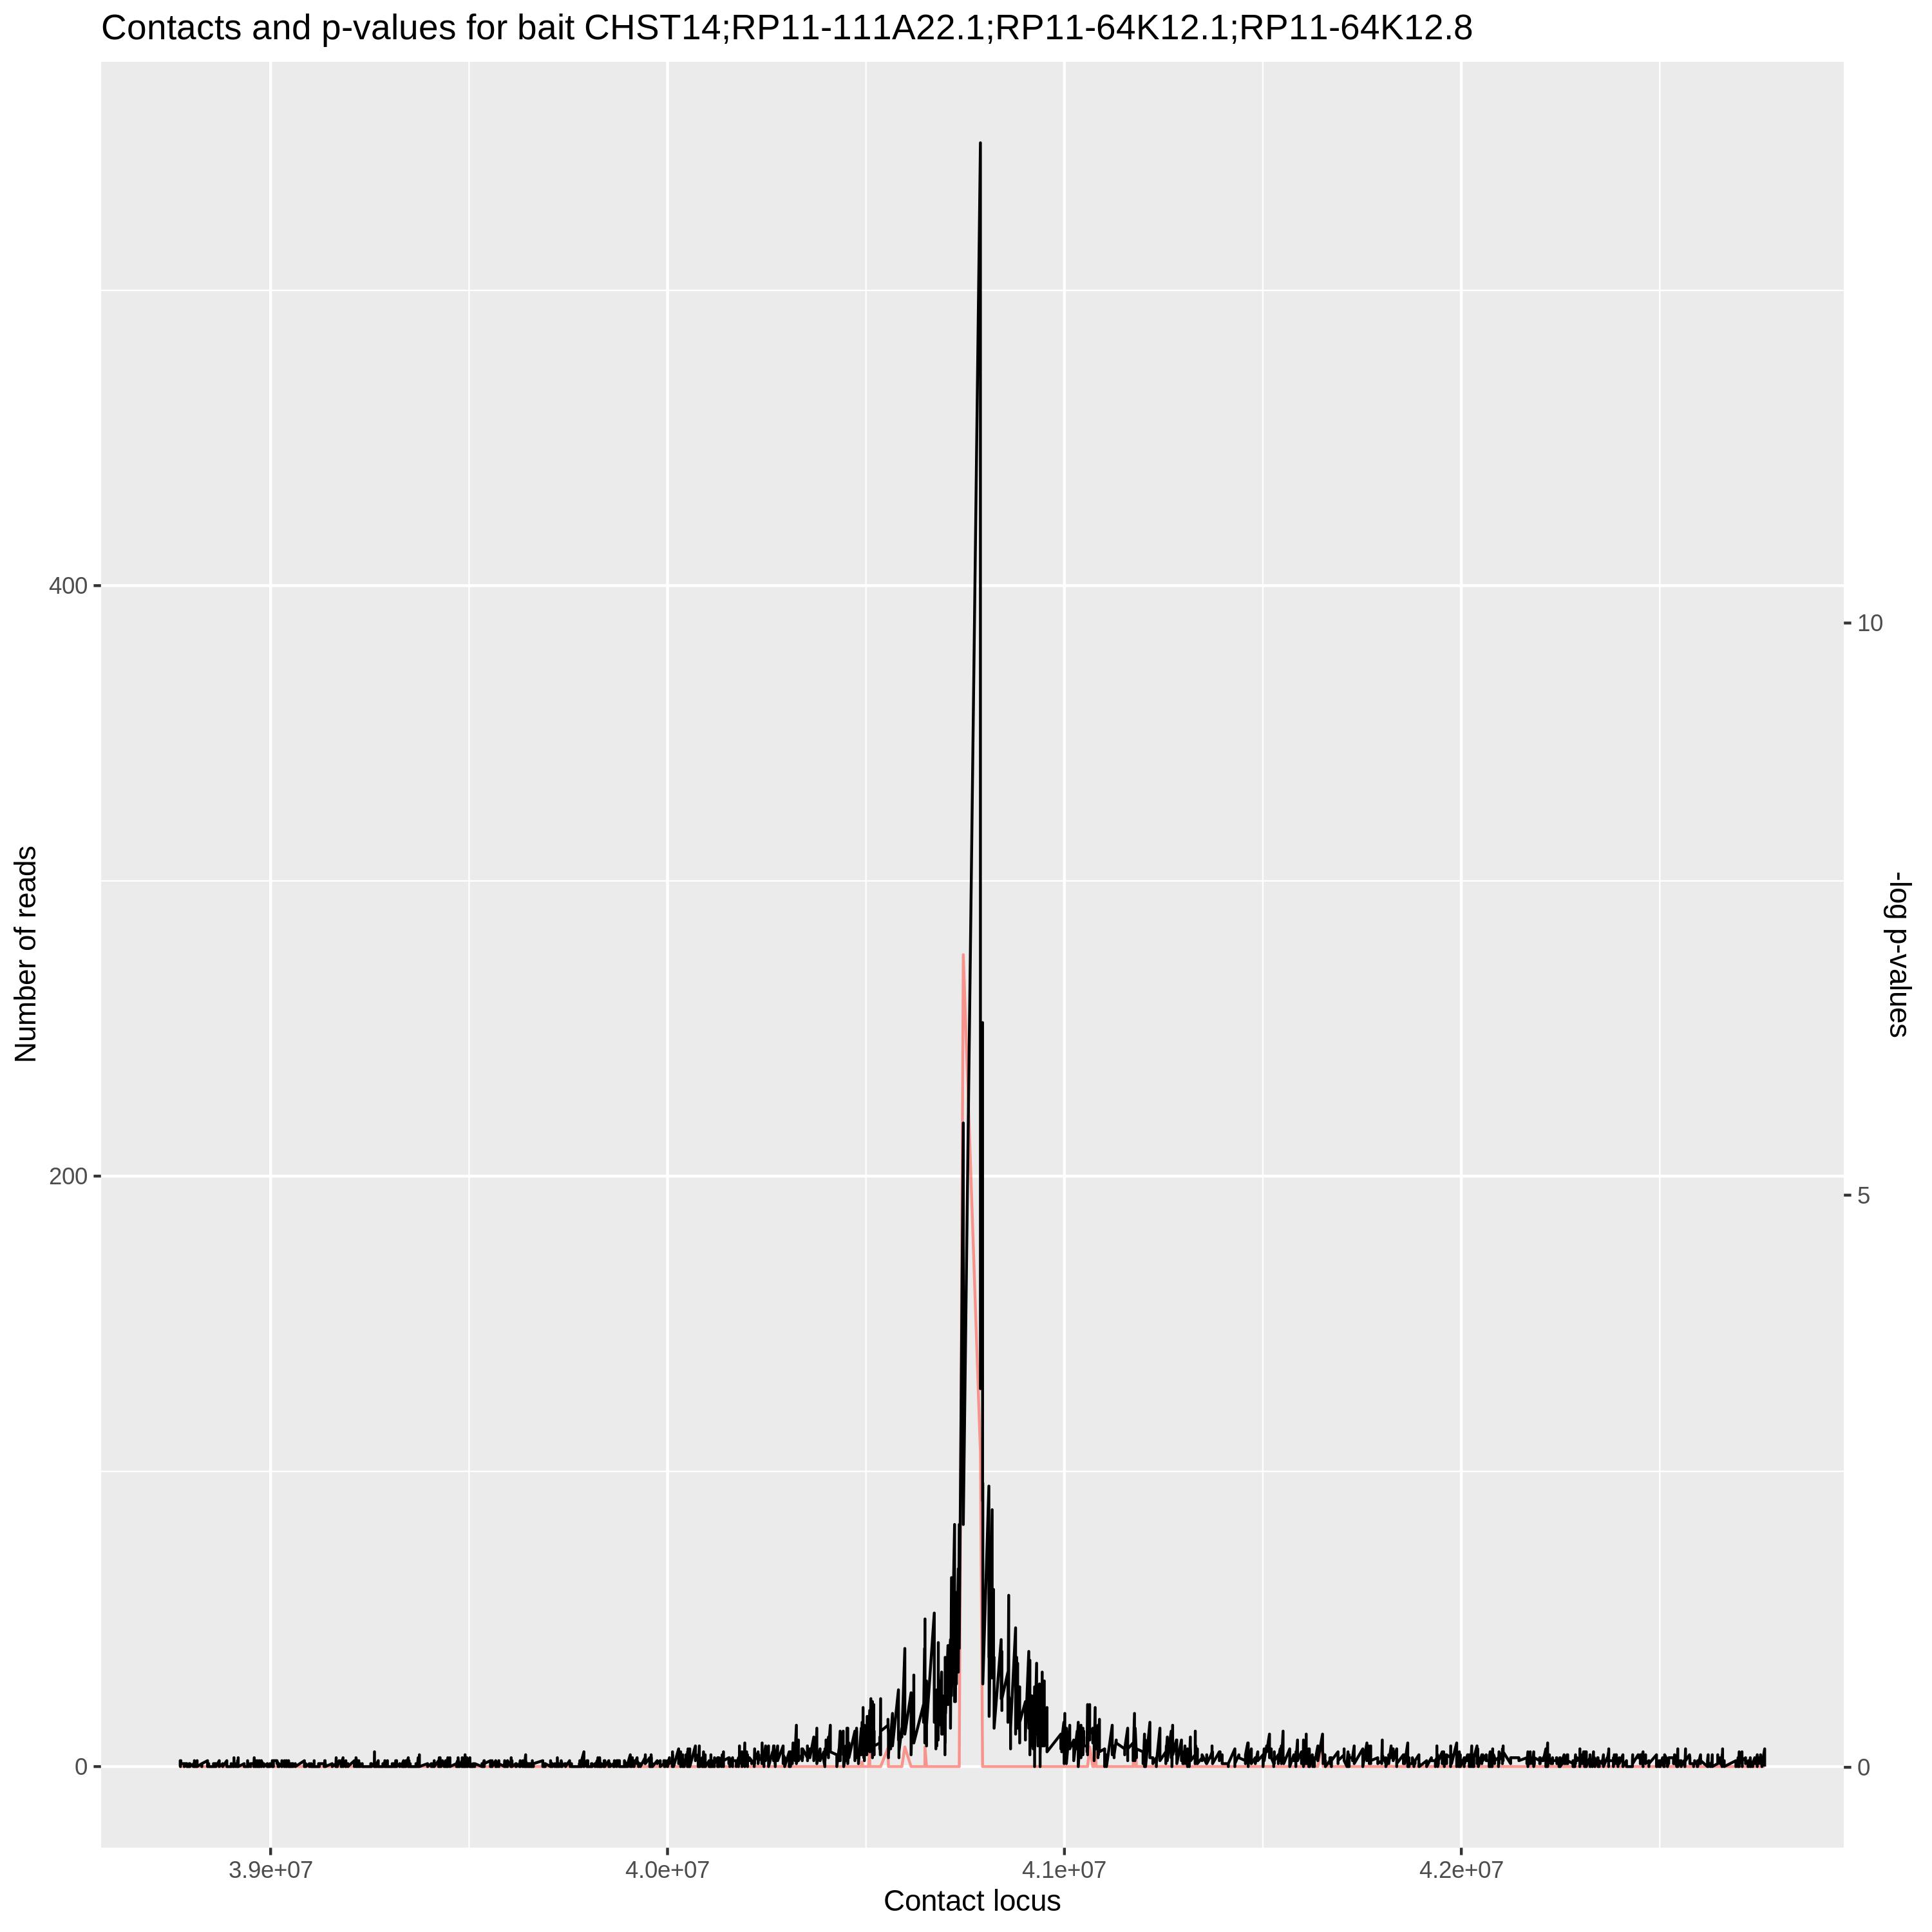 Contacts and p-values for bait CHST14;RP11-111A22.1;RP11-64K12.1;RP11-64K12.8
Number of reads
400
200
0
10
5
0
-log p-values
3.9e+07
4.0e+07
4.1e+07
4.2e+07
Contact locus